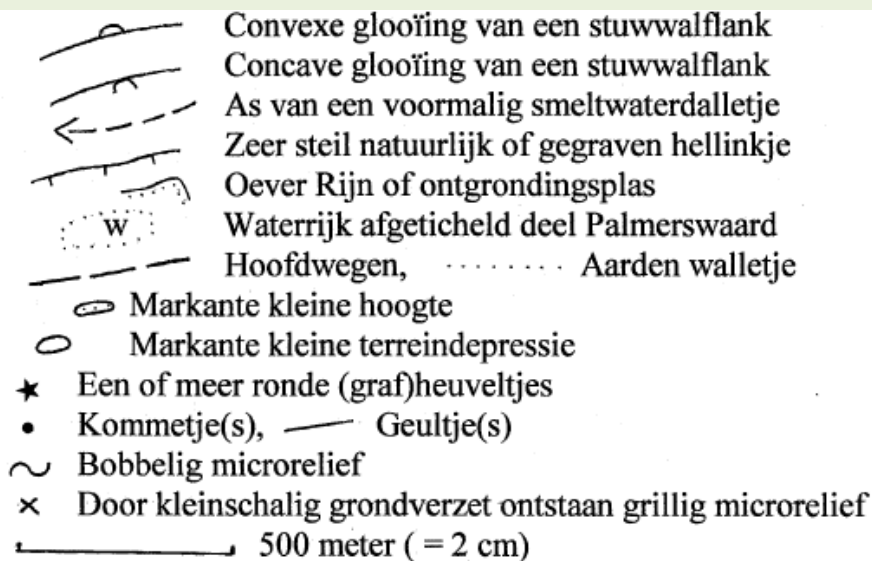 Convexe glooïing van een stuwwalflank
Concave glooïing van een stuwwalflank
As van een voormalig smeltwaterdalletje
Zeer steil natuurlijk of gegraven hellinkje
Oever Rijn of ontgrondingsplas
W Waterrijk afgeticheld deel Palmerswaard
Hoofdwegen, Aarden walletje
Markante kleine hoogte
Markante kleine terreindepressie
Een of meer ronde (graf)heuveltjes
Kommetje(s), Geultje(s)
Bobbelig microrelief
Door kleinschalig grondverzet ontstaan grillig microrelief
500 meter ( = 2 cm)